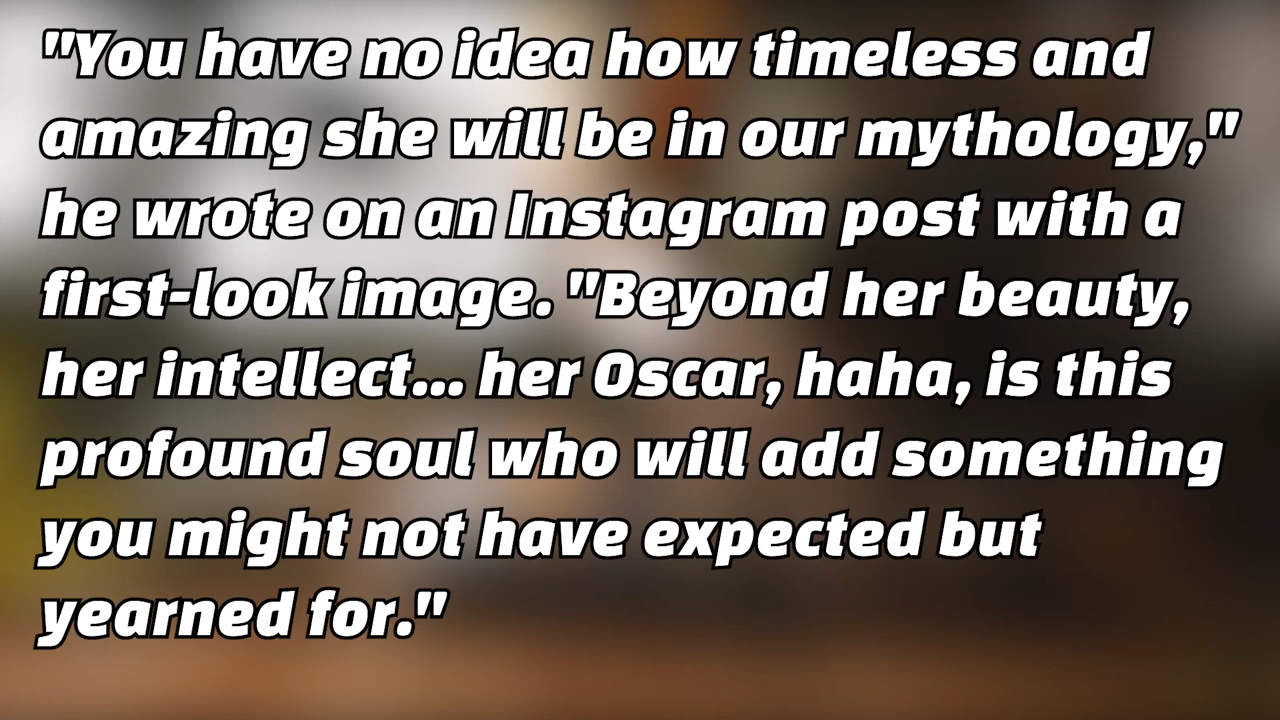 "You have no idea how timeless and
amazing she will be in our mythology,"
he wrote on an Instagram post with a
first-look image. "Beyond her beauty,
her intellect... her Oscar, haha, is this
profound soul who will add something
you might not have expected but
yearned for."